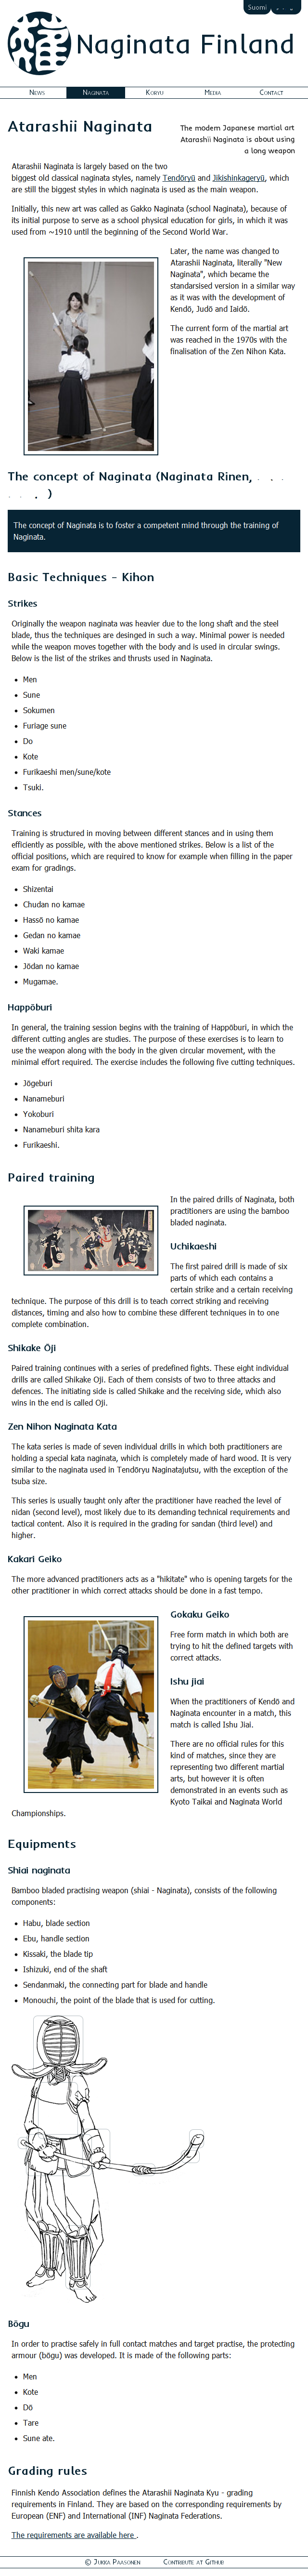 Suomi
Naginata Finland
News Naginata Koryu Media Contact
Atarashii Naginata
The modern Japanese martial art
Atarashii Naginata is about using
a long weapon
Atarashii Naginata is largely based on the two
biggest old classical naginata styles, namely Tendōryū and Jikishinkageryū, which
are still the biggest styles in which naginata is used as the main weapon.
Initially, this new art was called as Gakko Naginata (school Naginata), because of
its initial purpose to serve as a school physical education for girls, in which it was
used from ~1910 until the beginning of the Second World War.
Later, the name was changed to
Atarashii Naginata, literally "New
Naginata", which became the
standarsised version in a similar way
as it was with the development of
Kendō, Judō and Iaidō.
The current form of the martial art
was reached in the 1970s with the
finalisation of the Zen Nihon Kata.
The concept of Naginata (Naginata Rinen,
)
The concept of Naginata is to foster a competent mind through the training of
Naginata.
Basic Techniques - Kihon
Strikes
Originally the weapon naginata was heavier due to the long shaft and the steel
blade, thus the techniques are desinged in such a way. Minimal power is needed
while the weapon moves together with the body and is used in circular swings.
Below is the list of the strikes and thrusts used in Naginata.
Men
Sune
Sokumen
Furiage sune
Do
Kote
Furikaeshi men/sune/kote
Tsuki.
Stances
Training is structured in moving between different stances and in using them
efficiently as possible, with the above mentioned strikes. Below is a list of the
official positions, which are required to know for example when filling in the paper
exam for gradings.
Shizentai
Chudan no kamae
Hassō no kamae
Gedan no kamae
Waki kamae
Jōdan no kamae
Mugamae.
Happōburi
In general, the training session begins with the training of Happōburi, in which the
different cutting angles are studies. The purpose of these exercises is to learn to
use the weapon along with the body in the given circular movement, with the
minimal effort required. The exercise includes the following five cutting techniques.
Jōgeburi
Nanameburi
Yokoburi
Nanameburi shita kara
Furikaeshi.
Paired training
In the paired drills of Naginata, both
practitioners are using the bamboo
bladed naginata.
Uchikaeshi
The first paired drill is made of six
parts of which each contains a
certain strike and a certain receiving
technique. The purpose of this drill is to teach correct striking and receiving
distances, timing and also how to combine these different techniques in to one
complete combination.
Shikake Ōji
Paired training continues with a series of predefined fights. These eight individual
drills are called Shikake Oji. Each of them consists of two to three attacks and
defences. The initiating side is called Shikake and the receiving side, which also
wins in the end is called Oji.
Zen Nihon Naginata Kata
The kata series is made of seven individual drills in which both practitioners are
holding a special kata naginata, which is completely made of hard wood. It is very
similar to the naginata used in Tendōryu Naginatajutsu, with the exception of the
tsuba size.
This series is usually taught only after the practitioner have reached the level of
nidan (second level), most likely due to its demanding technical requirements and
tactical content. Also it is required in the grading for sandan (third level) and
higher.
Kakari Geiko
The more advanced practitioners acts as a "hikitate" who is opening targets for the
other practitioner in which correct attacks should be done in a fast tempo.
Gokaku Geiko
Free form match in which both are
trying to hit the defined targets with
correct attacks.
Ishu jiai
When the practitioners of Kendō and
Naginata encounter in a match, this
match is called Ishu Jiai.
There are no official rules for this
kind of matches, since they are
representing two different martial
arts, but however it is often
demonstrated in an events such as
Kyoto Taikai and Naginata World
Championships.
Equipments
Shiai naginata
Bamboo bladed practising weapon (shiai - Naginata), consists of the following
components:
Habu, blade section
Ebu, handle section
Kissaki, the blade tip
Ishizuki, end of the shaft
Sendanmaki, the connecting part for blade and handle
Monouchi, the point of the blade that is used for cutting.
Bōgu
In order to practise safely in full contact matches and target practise, the protecting
armour (bōgu) was developed. It is made of the following parts:
Men
Kote
Dō
Tare
Sune ate.
Grading rules
Finnish Kendo Association defines the Atarashii Naginata Kyu - grading
requirements in Finland. They are based on the corresponding requirements by
European (ENF) and International (INF) Naginata Federations.
The requirements are available here .
© Jukka Paasonen Contribute at Github